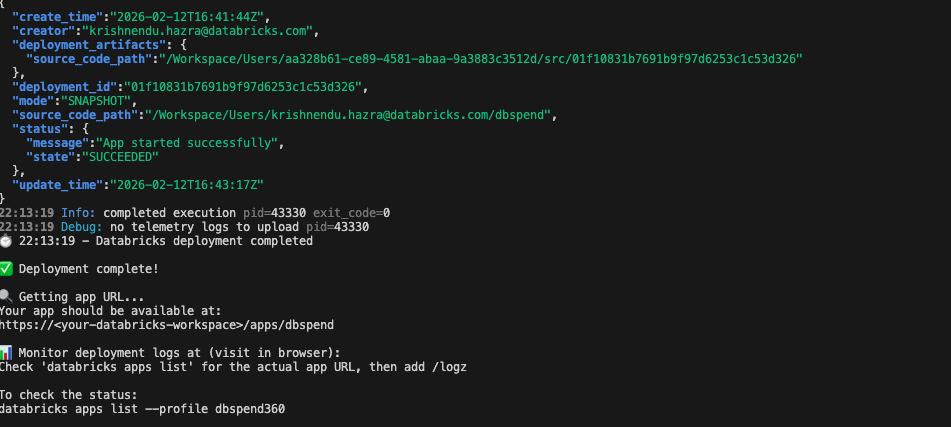 {
  "create_time":"2026-02-12T16:41:44Z",
  "creator":"krishnendu.hazra@databricks.com",
  "deployment_artifacts": {
    "source_code_path":"/Workspace/Users/aa328b61-ce89-4581-abaa-9a3883c3512d/src/01f10831b7691b9f97d6253c1c53d326"
  },
  "deployment_id":"01f10831b7691b9f97d6253c1c53d326",
  "mode":"SNAPSHOT",
  "source_code_path":"/Workspace/Users/krishnendu.hazra@databricks.com/dbspend",
  "status": {
    "message":"App started successfully",
    "state":"SUCCEEDED"
  },
  "update_time":"2026-02-12T16:43:17Z"
}
22:13:19 Info: completed execution pid=43330 exit_code=0
22:13:19 Debug: no telemetry logs to upload pid=43330
⏱ 22:13:19 - Databricks deployment completed
✅ Deployment complete!
🔍 Getting app URL...
Your app should be available at:
https://<your-databricks-workspace>/apps/dbspend
📊 Monitor deployment logs at (visit in browser):
Check 'databricks apps list' for the actual app URL, then add /logz
To check the status:
databricks apps list --profile dbspend360